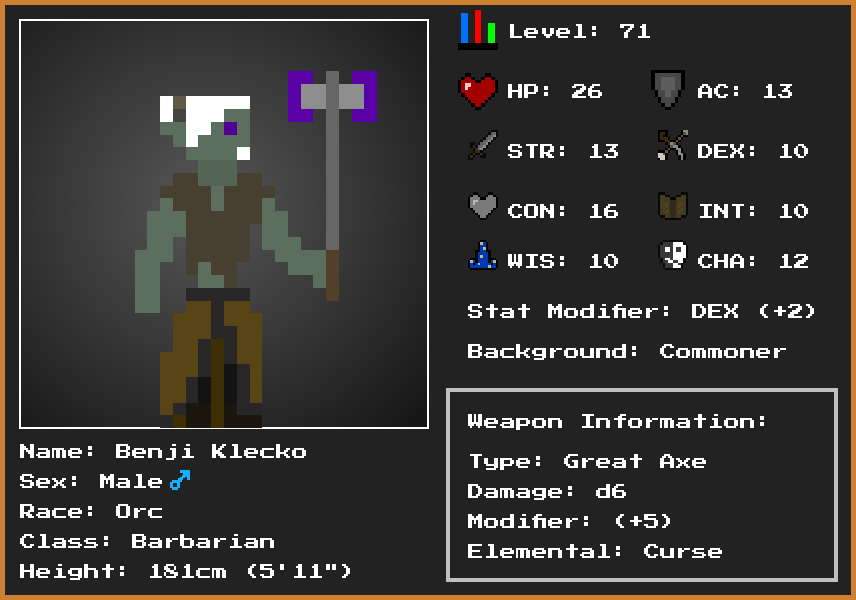 Level: 71
HP: 26
AC: 13
STR: 13
DEX: 10
CON: 16
INT: 10
WIS: 10
CHA: 12
Stat Modifier: DEX (+2)
Background: Commoner
Weapon Information:
Type: Great Axe
Damage: d6
Modifier: (+5)
Elemental: Curse
Name: Benji Klecko
Sex: Male♂
Race: Orc
Class: Barbarian
Height: 181cm (5'11")